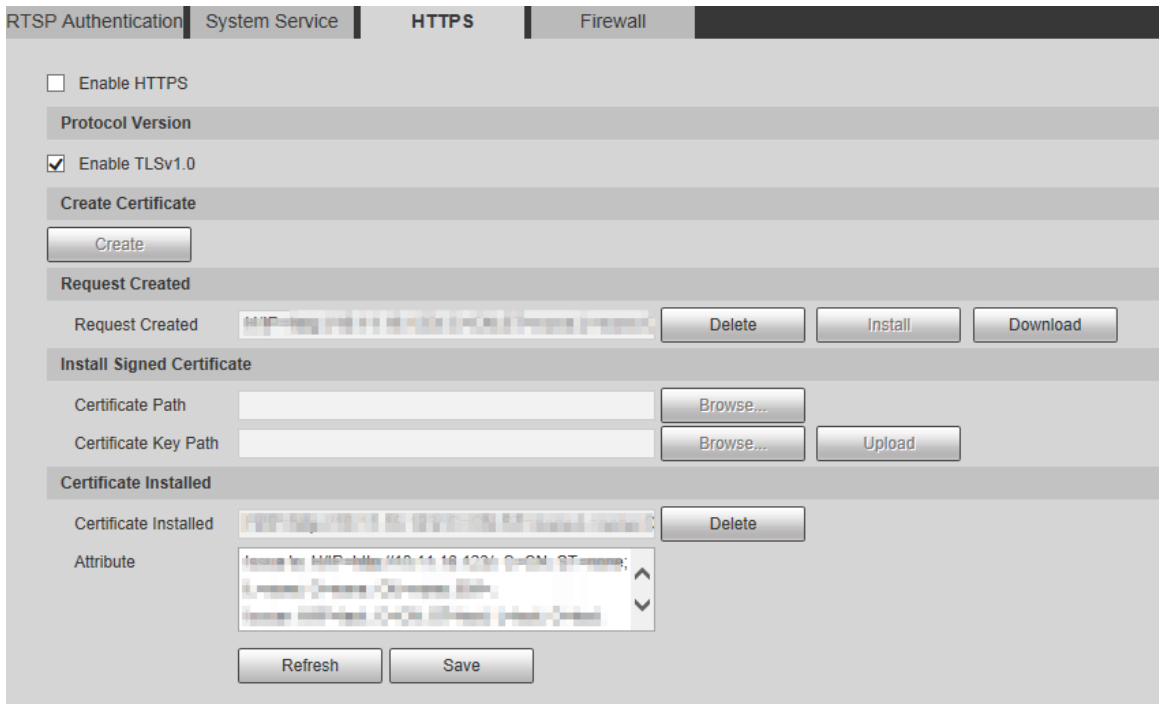 RTSP Authentication System Service HTTPS Firewall
Enable HTTPS
Protocol Version
Enable TLSv1.0
Create Certificate
Create
Request Created
Request Created Delete Install Download
Install Signed Certificate
Certificate Path Browse...
Certificate Key Path Browse... Upload
Certificate Installed
Certificate Installed Delete
Attribute
Refresh Save